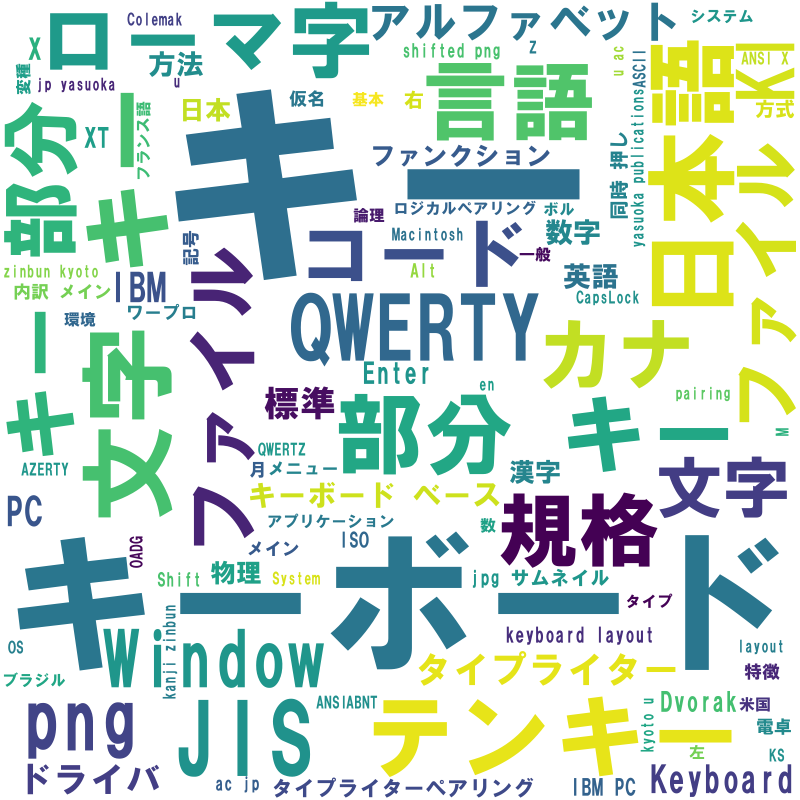 Colemak
ローマ字
アルファベット
システム
X
方法
shifted png
Z
u ac
ASCII
ANSI X
変種
jp yasuoka
u
言語
日本語
KI
部分
XT
キー
フランス語
日本
仮名
基本
右
方式
キー
ファンクション
同時 押し
yasuoka publications
ファイル
論理
ロジカルペアリング
ボル
記号
コード
Macintosh
数字
一般
zinbun kyoto
Alt
英語
内訳 メイン
IBM
ファイル
CapsLock
ワープロ
環境
QWERTY
カナ
キー
文字
Enter
en
pairing
標準
部分
キー
M
AZERTY
QWERTZ
月メニュー
漢字
文字
PC
キーボード ベース
規格
アプリケーション
数
OADG
メイン
ISO
キーボード
Shift
物理
System
jpg サムネイル
タイプ
kanji zinbun
keyboard layout
OS
Window
layout
ブラジル
タイプライター
特徴
png
JIS
ANSIABNT
テンキー
kyoto u
Dvorak
米国
電卓
左
KS
ドライバ
ac jp
タイプライターペアリング
IBM PC
Keyboard